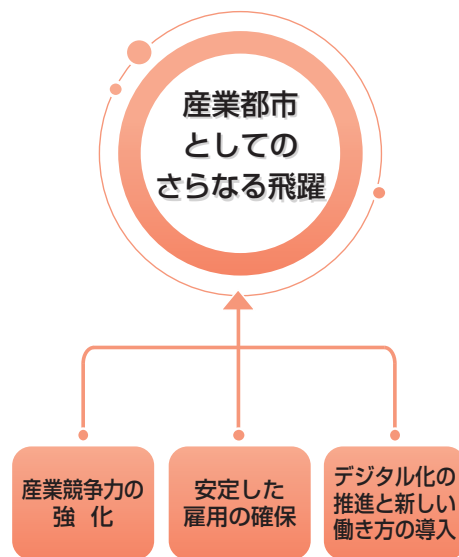 産業都市
としての
さらなる飛躍
産業競争力の
強 化
安定した
雇用の確保
デジタル化の
推進と新しい
働き方の導入